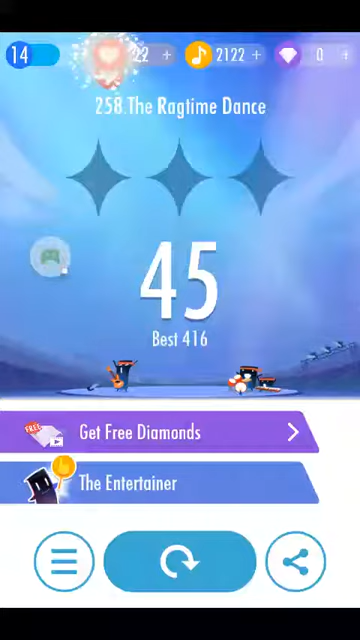 14 22 + 2122 + 0 +
258.The Ragtime Dance
45
Best 416
FREE Get Free Diamonds
The Entertainer